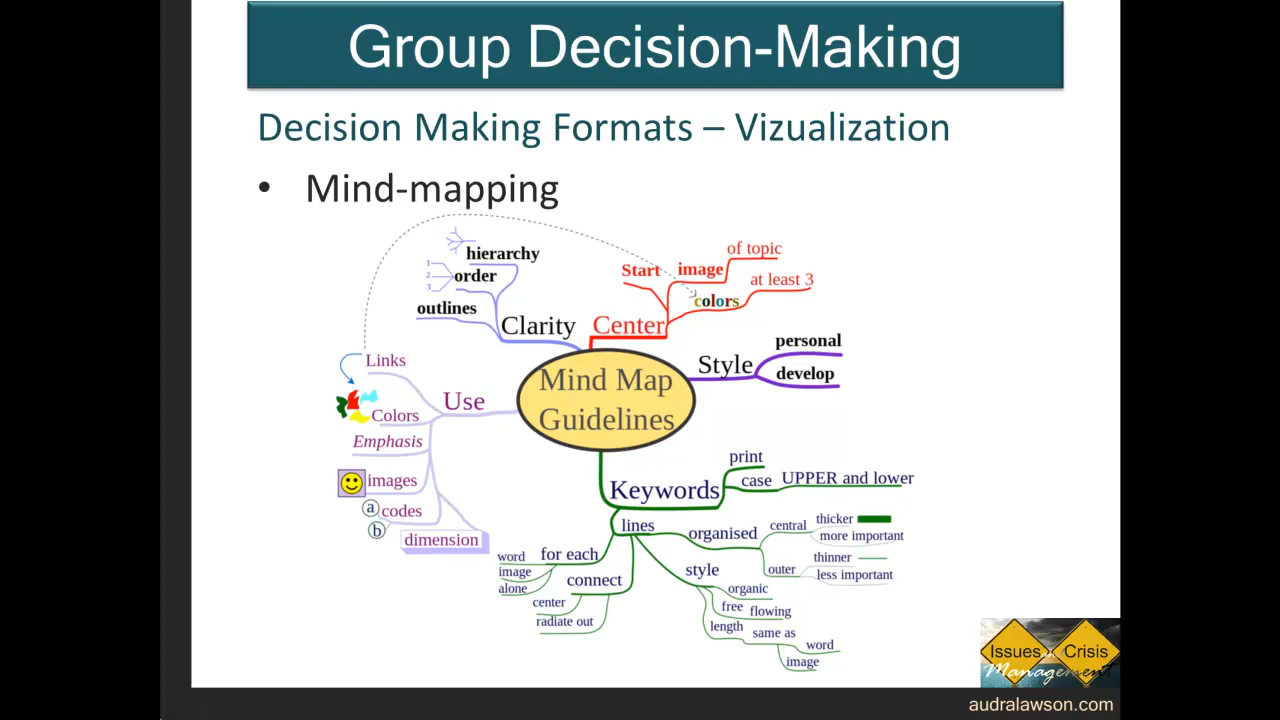 Group Decision-Making
Decision Making Formats – Vizualization
• Mind-mapping
hierarchy
1
2
3
order
outlines
Clarity
Start
image
of topic
colors
at least 3
Center
Style
personal
develop
Mind Map
Guidelines
Use
Links
Colors
Emphasis
images
a
b
codes
dimension
Keywords
print
case
UPPER and lower
lines
organised
central
thicker
more important
outer
thinner
less important
for each
word
image
alone
connect
center
radiate out
style
organic
free
flowing
length
same as
word
image
Issues Crisis
Management
audralawson.com